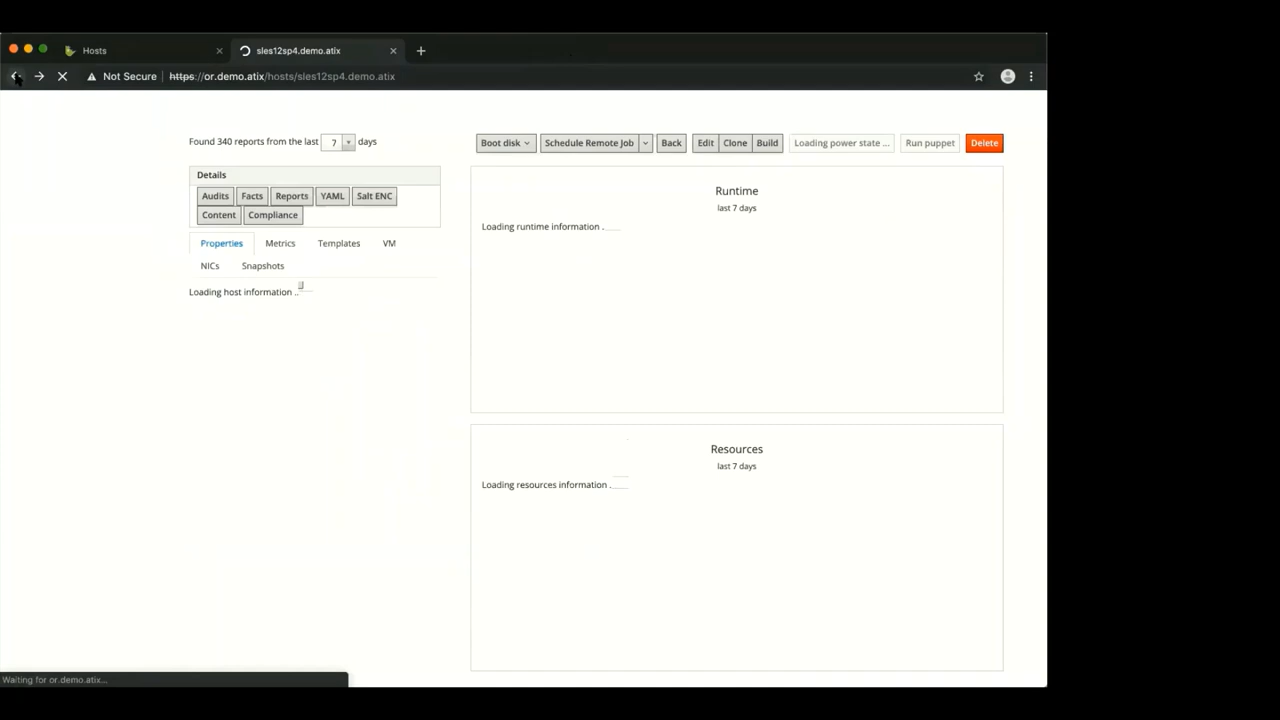 Hosts
sles12sp4.demo.atix
Not Secure https://or.demo.atix/hosts/sles12sp4.demo.atix
Found 340 reports from the last 7 days
Boot disk Schedule Remote Job Back Edit Clone Build Loading power state ... Run puppet Delete
Details
Audits Facts Reports YAML Salt ENC
Content Compliance
Properties Metrics Templates VM
NICs Snapshots
Loading host information ..
Runtime
last 7 days
Loading runtime information .
Resources
last 7 days
Loading resources information .
Waiting for or.demo.atix...